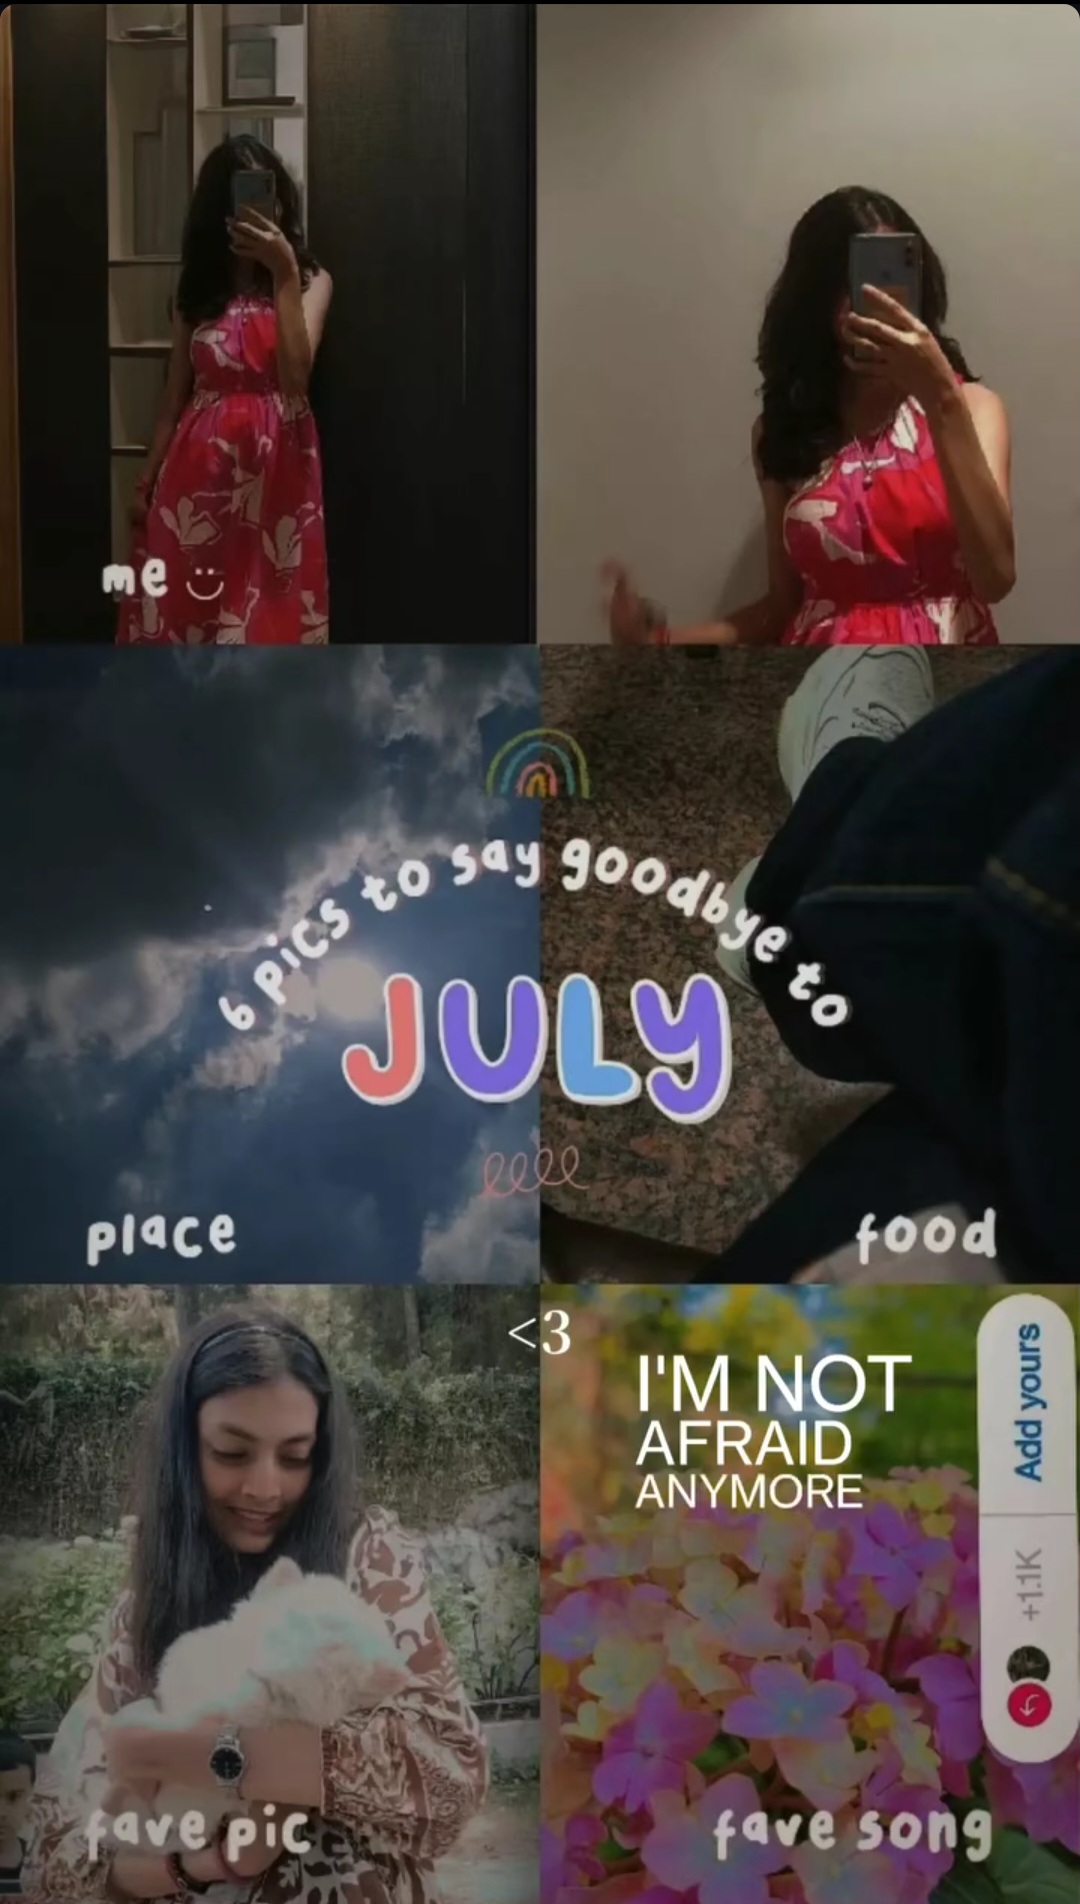 me
6 pics to say goodbye to
JULY
place
food
<3
I'M NOT
AFRAID
ANYMORE
Add yours
+1.1K
fave pic
fave song